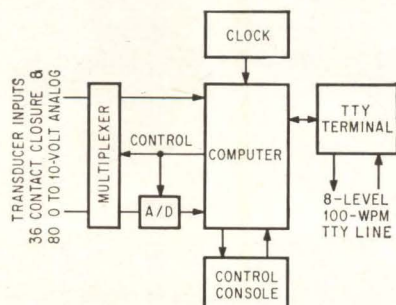 CLOCK
TRANSDUCER INPUTS
36 CONTACT CLOSURE &
80 0 TO 10-VOLT ANALOG
MULTIPLEXER
CONTROL
A/D
COMPUTER
TTY
TERMINAL
8-LEVEL
100-WPM
TTY LINE
CONTROL
CONSOLE